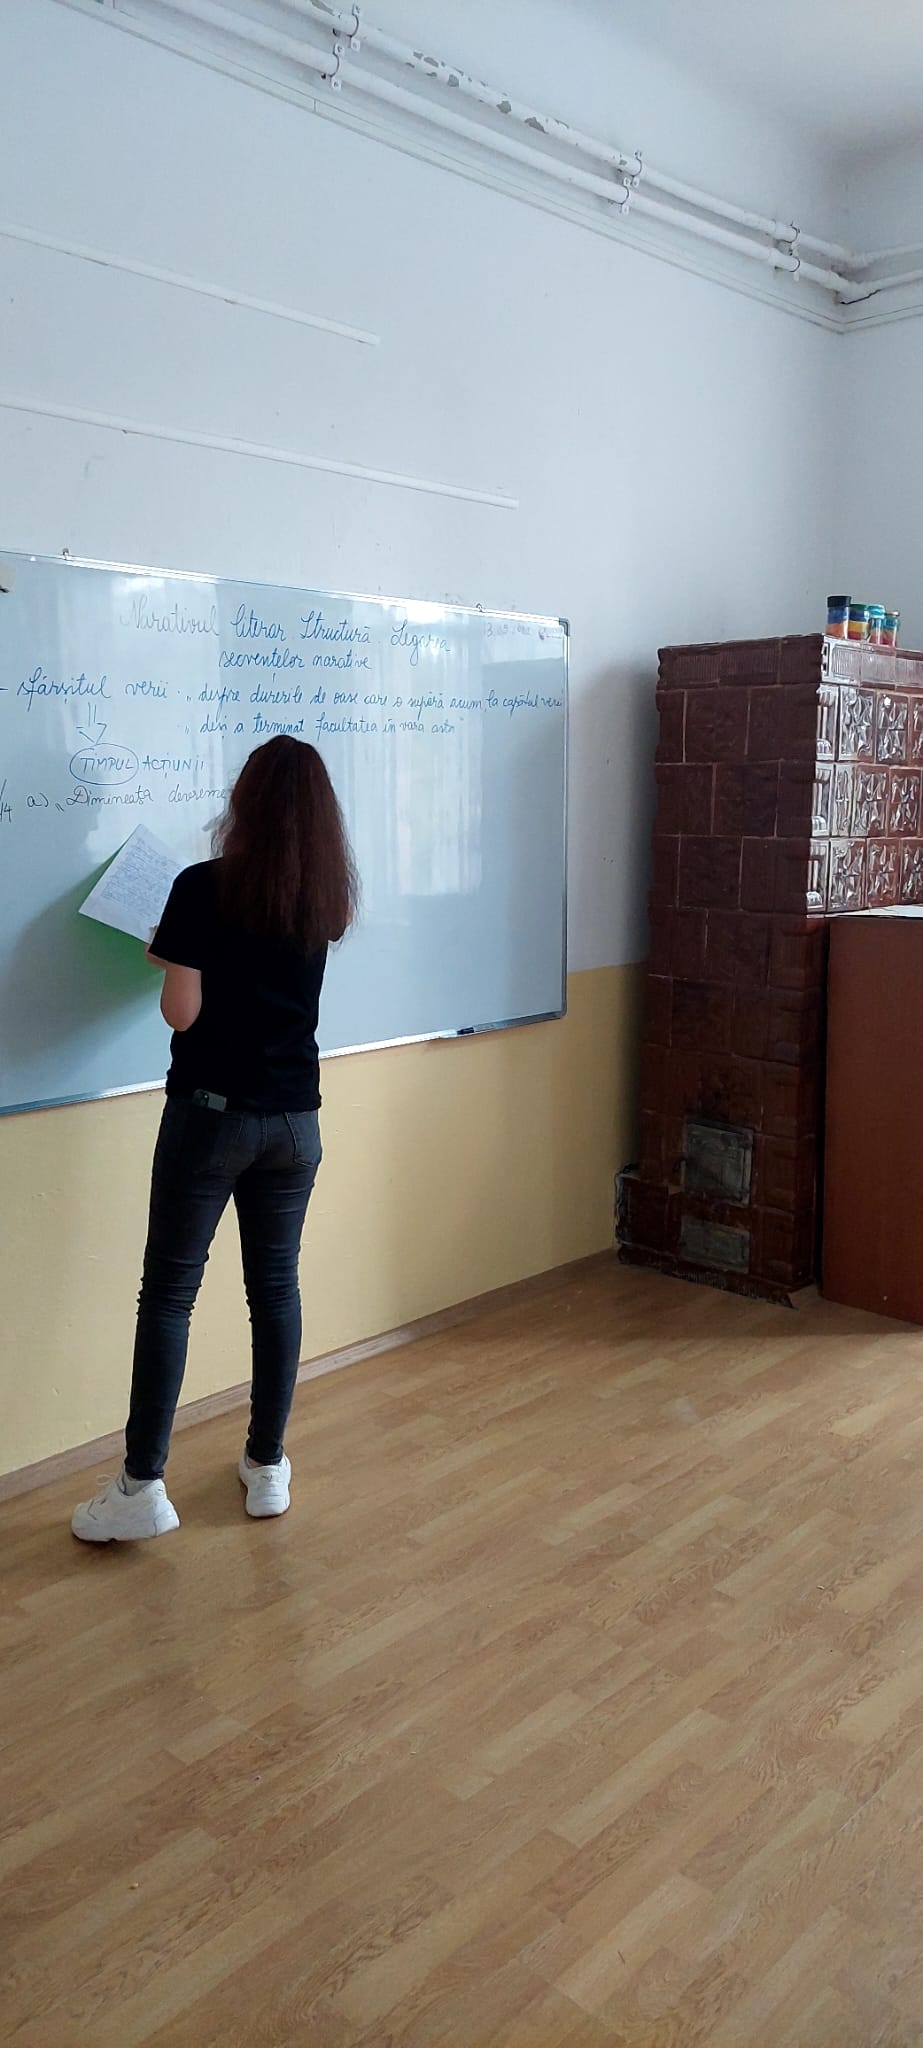 Narativul literar Structură Legarea
secvențelor narative
- sfârșitul verii : „despre durerile de oase care o supără acum, la capătul verii
„deși a terminat facultatea în vara asta”
TIMPUL ACȚIUNII
a) „Dimineața devreme